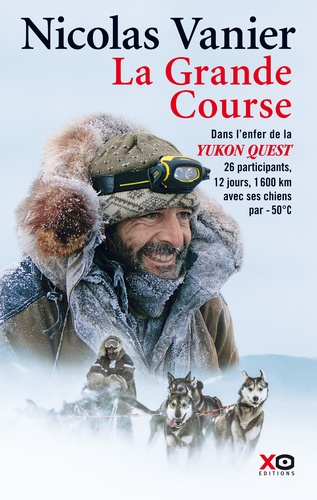 Nicolas Vanier
La Grande
Course
Dans l'enfer de la
YUKON QUEST
26 participants,
12 jours, 1 600 km
avec ses chiens
par - 50°C
XO
EDITIONS